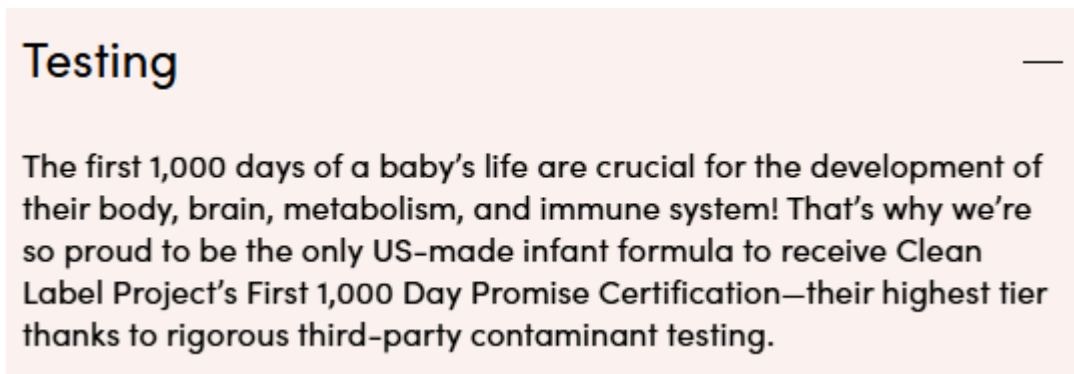 Testing
The first 1,000 days of a baby’s life are crucial for the development of
their body, brain, metabolism, and immune system! That’s why we’re
so proud to be the only US-made infant formula to receive Clean
Label Project’s First 1,000 Day Promise Certification—their highest tier
thanks to rigorous third-party contaminant testing.